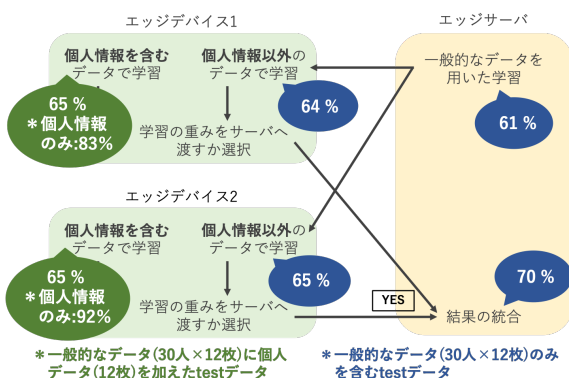 エッジデバイス1
個人情報を含む
データで学習
個人情報以外の
データで学習
65 %
＊個人情報
のみ:83%
64 %
学習の重みをサーバへ
渡すか選択
エッジデバイス2
個人情報を含む
データで学習
個人情報以外の
データで学習
65 %
＊個人情報
のみ:92%
65 %
学習の重みをサーバへ
渡すか選択
YES
エッジサーバ
一般的なデータを
用いた学習
61 %
70 %
結果の統合
＊一般的なデータ(30人×12枚)に個人
データ(12枚)を加えたtestデータ
＊一般的なデータ(30人×12枚)のみ
を含むtestデータ